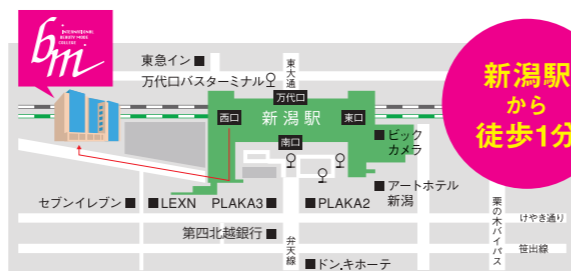 bmi
INTERNATIONAL
BEAUTY MODE
COLLEGE
東急イン
万代口バスターミナル
東大通
万代口
西口
新潟駅
東口
南口
ビック
カメラ
新潟駅
から
徒歩1分
アートホテル
新潟
セブンイレブン
LEXN
PLAKA3
PLAKA2
第四北越銀行
弁天線
ドン.キホーテ
栗の木バイパス
けやき通り
笹出線